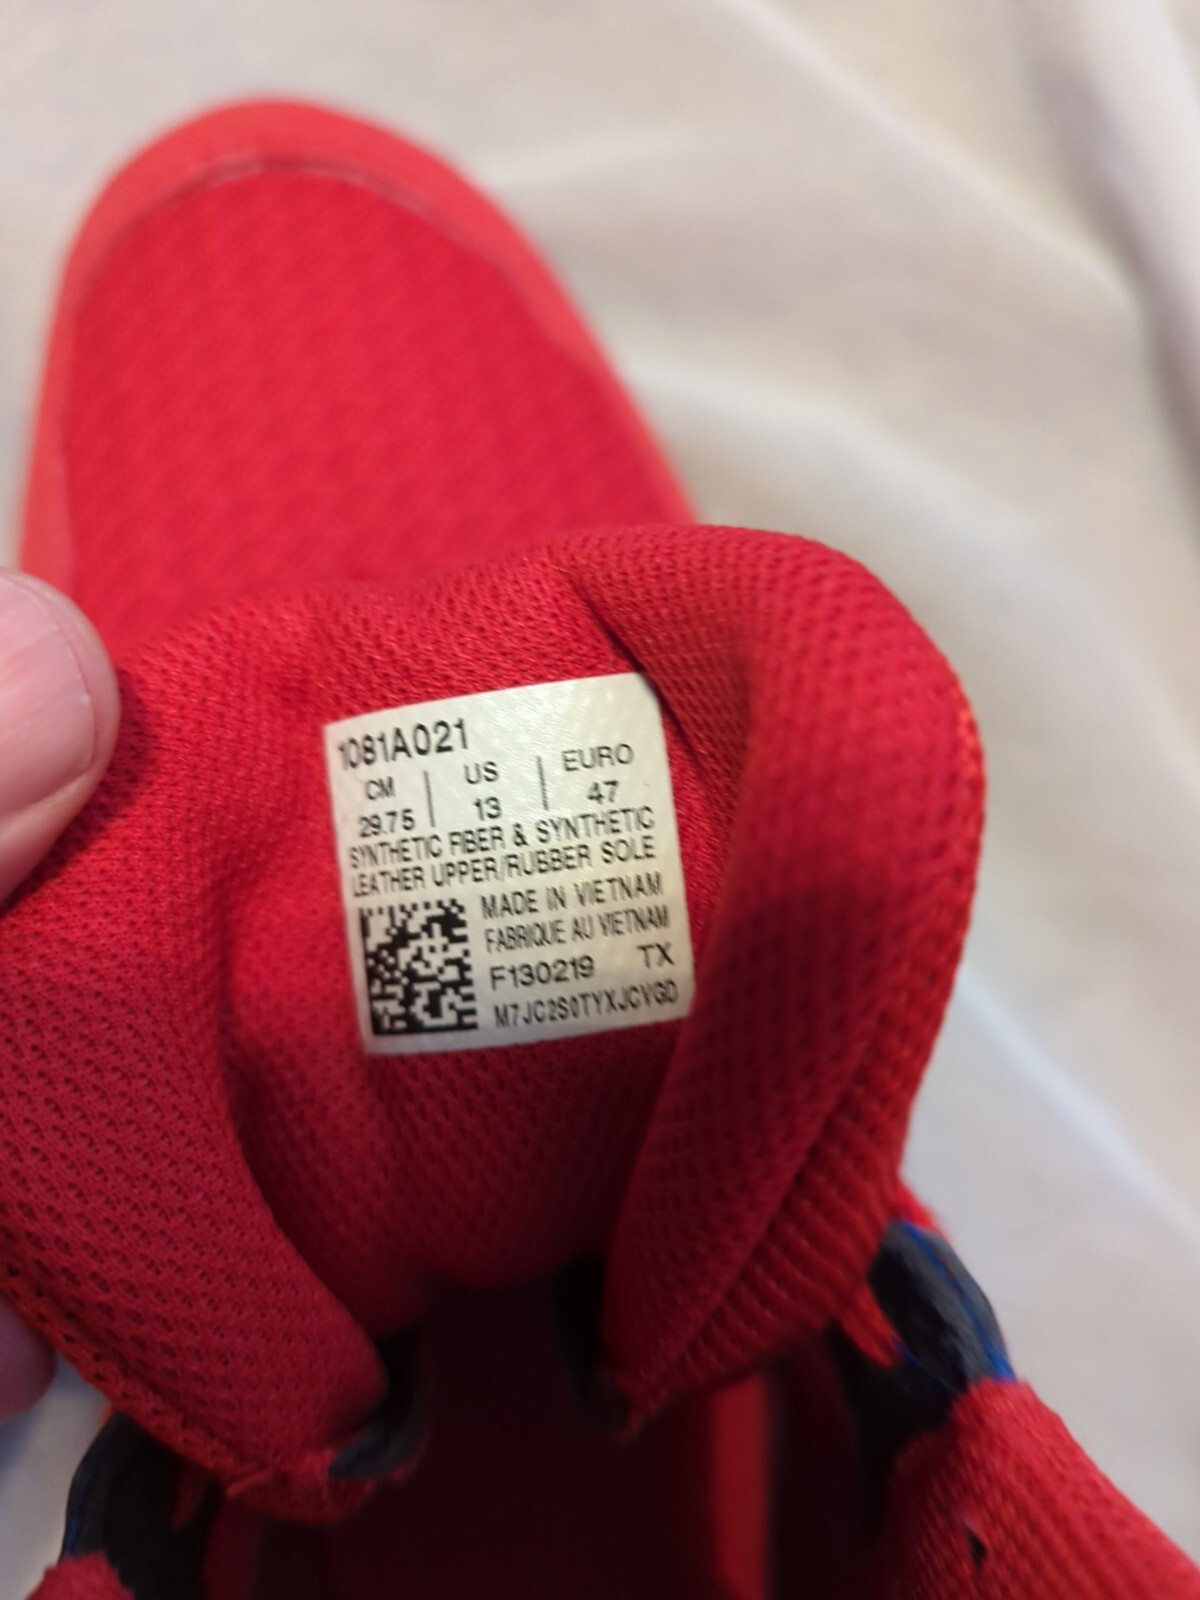 1081A021
CM | US | EURO
29.75 | 13 | 47
SYNTHETIC FIBER & SYNTHETIC
LEATHER UPPER/RUBBER SOLE
MADE IN VIETNAM
FABRIQUE AU VIETNAM
F130219 TX
M7JC2S0TYXJCVGD